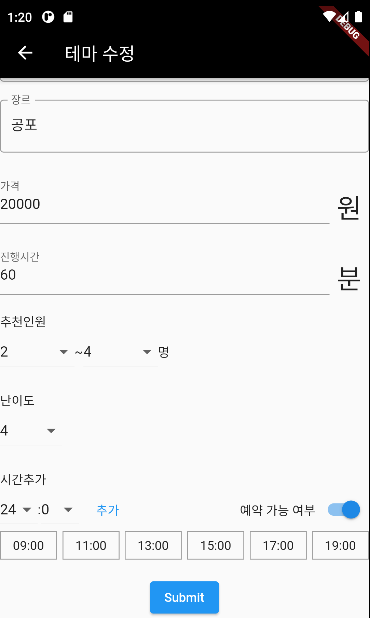 1:20
DEBUG
테마 수정
장르
공포
가격
20000
원
진행시간
60
분
추천인원
2 ~4 명
난이도
4
시간추가
24 :0 추가 예약 가능 여부
09:00 11:00 13:00 15:00 17:00 19:00
Submit